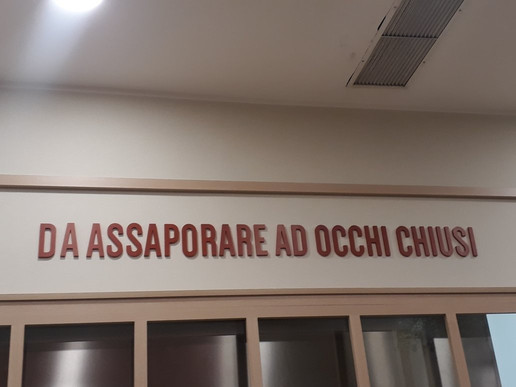 DA ASSAPORARE AD OCCHI CHIUSI